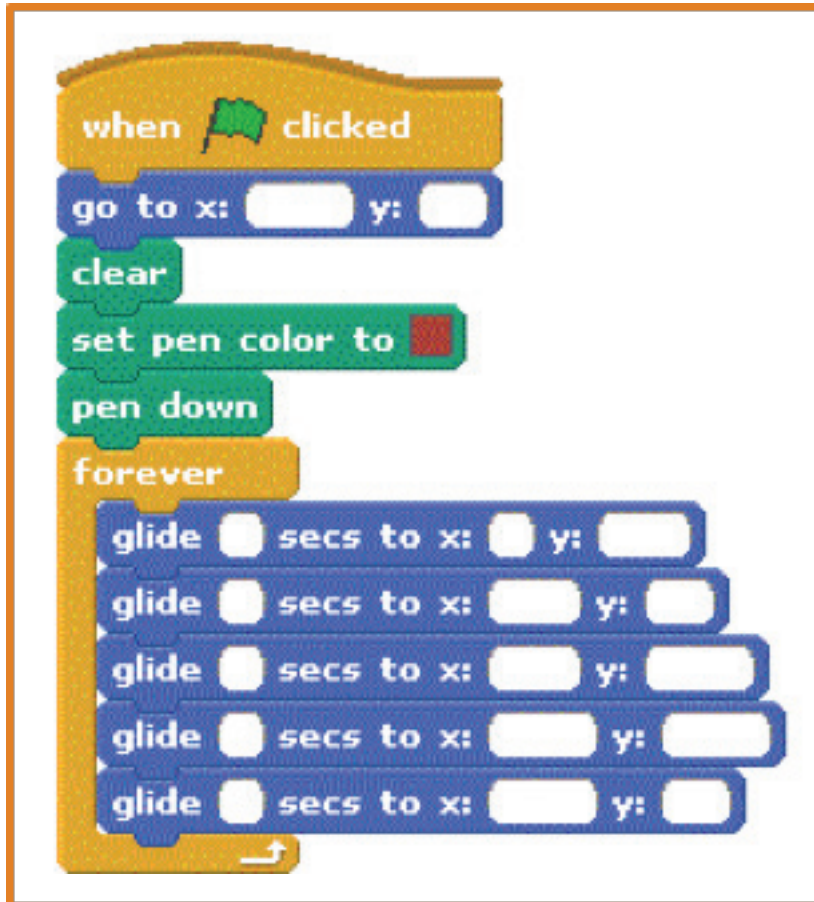 when clicked
go to x: y:
clear
set pen color to
pen down
forever
glide secs to x: y:
glide secs to x: y:
glide secs to x: y:
glide secs to x: y:
glide secs to x: y: